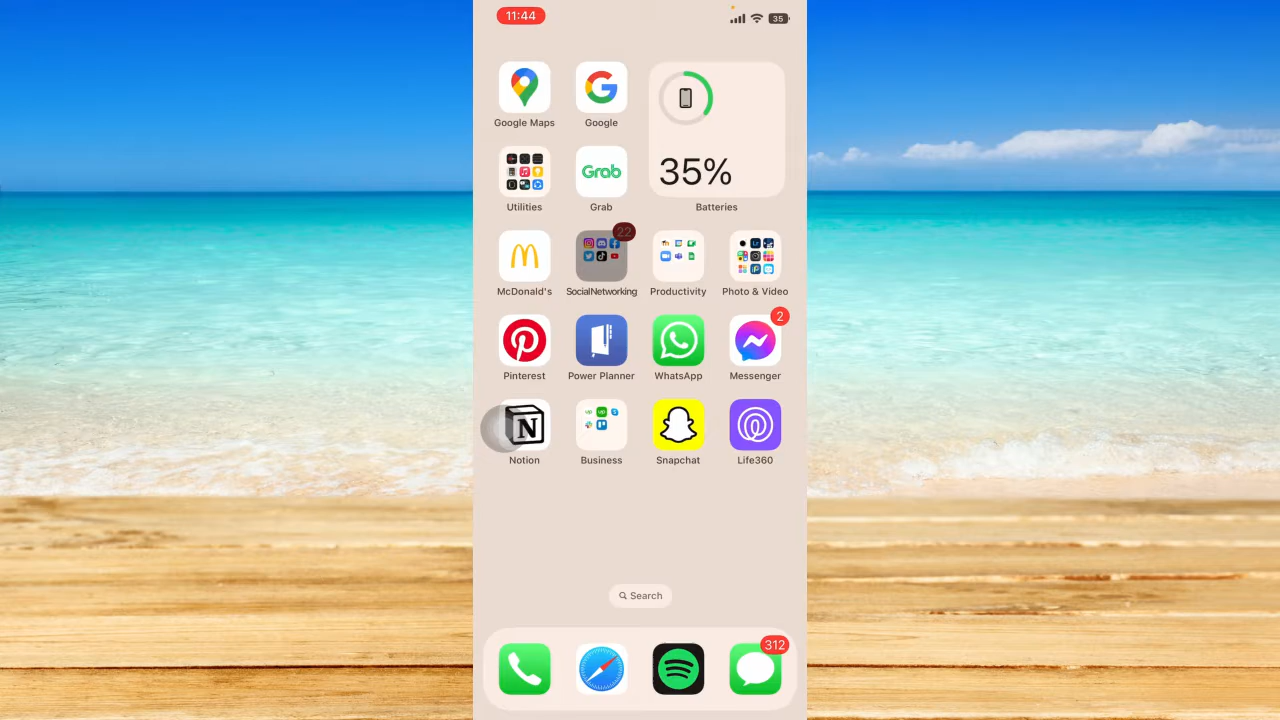 11:44
35
Google Maps
Google
35%
Utilities
Grab
Grab
Batteries
22
McDonald's
SocialNetworking
Productivity
Photo & Video
2
Pinterest
Power Planner
WhatsApp
Messenger
N
Notion
Business
Snapchat
Life360
Search
312